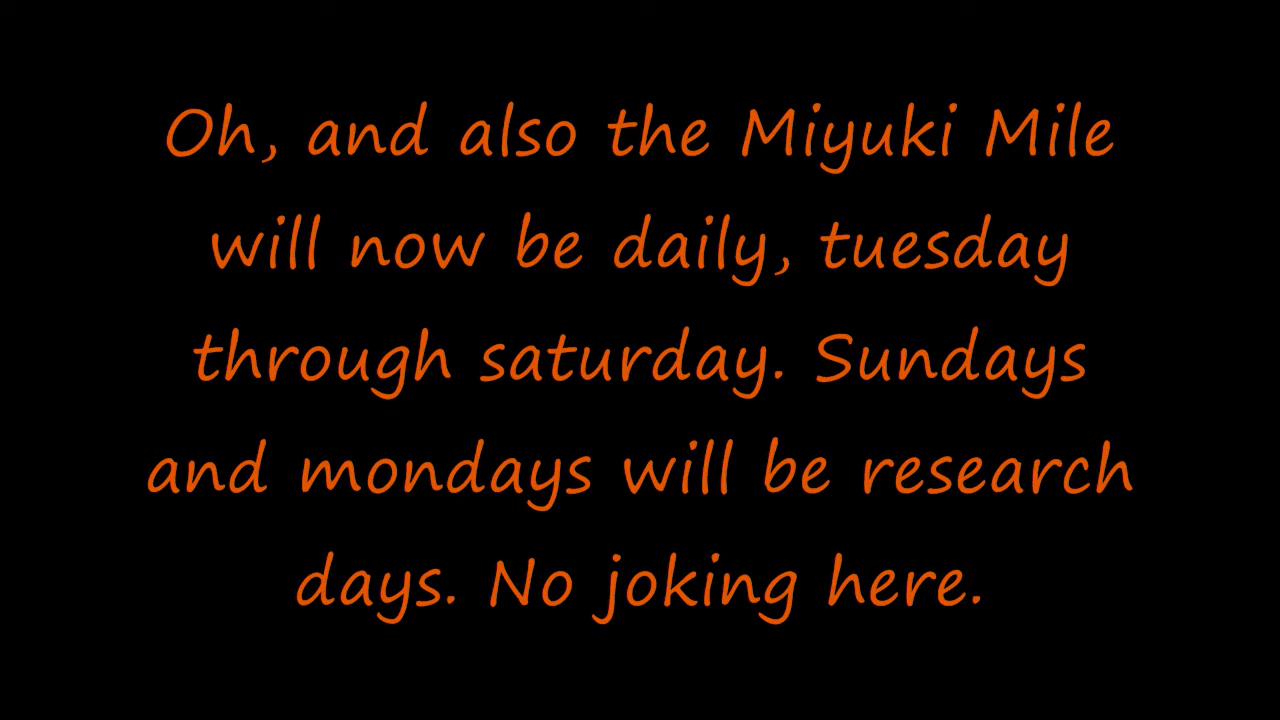 Oh, and also the Miyuki Mile
will now be daily, tuesday
through saturday. Sundays
and mondays will be research
days. No joking here.